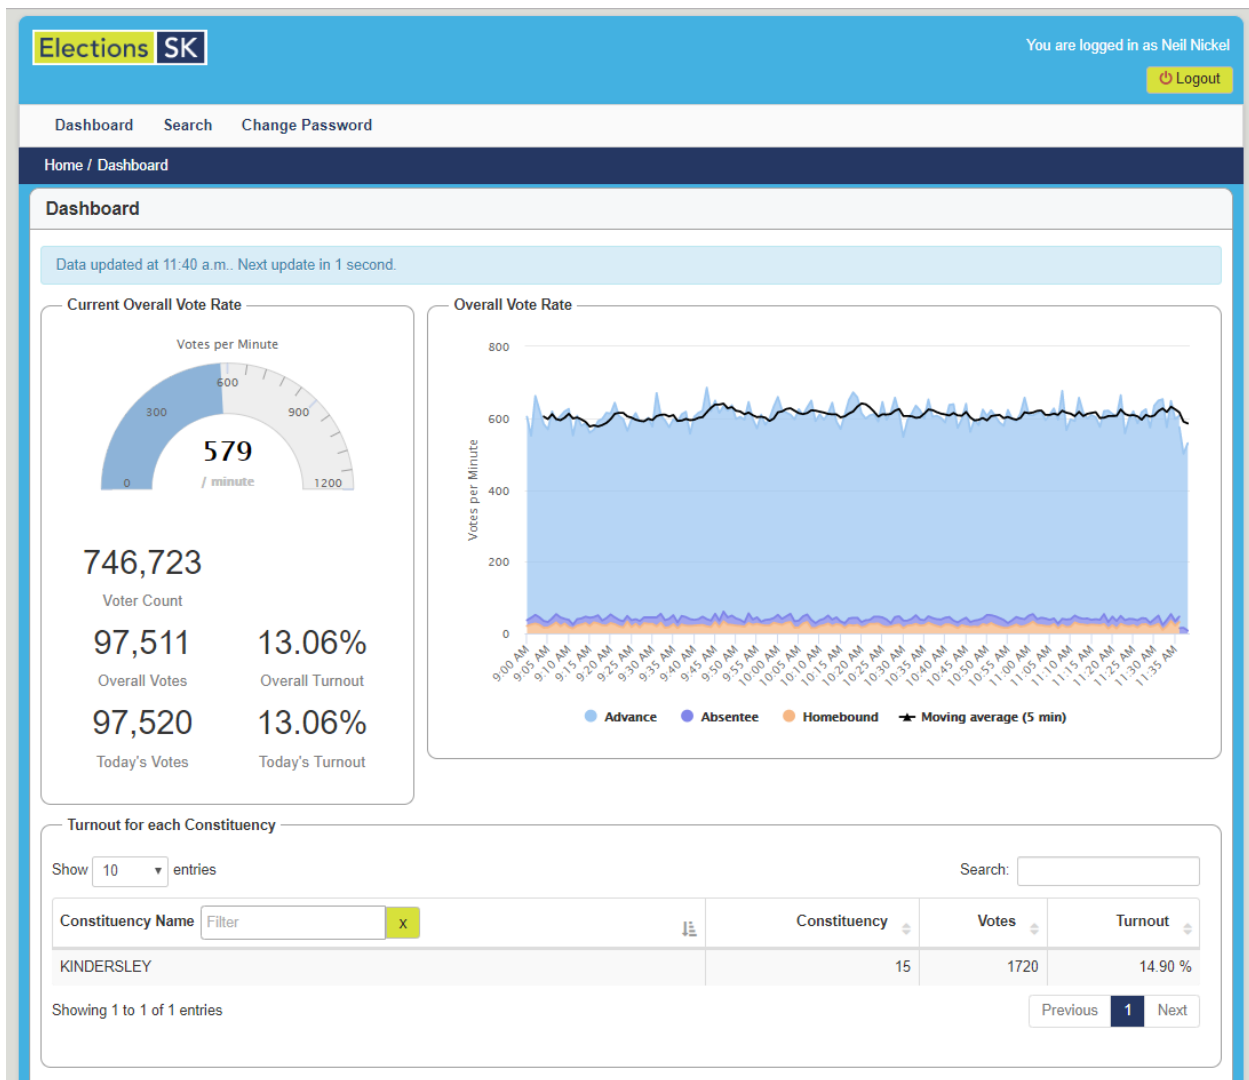 Elections SK
You are logged in as Neil Nickel
Logout
Dashboard Search Change Password
Home / Dashboard
Dashboard
Data updated at 11:40 a.m.. Next update in 1 second.
Current Overall Vote Rate
Votes per Minute
0 300 600 900 1200
579
/ minute
746,723
Voter Count
97,511 13.06%
Overall Votes Overall Turnout
97,520 13.06%
Today's Votes Today's Turnout
Overall Vote Rate
Votes per Minute
800
600
400
200
0
9:00 AM 9:05 AM 9:10 AM 9:15 AM 9:20 AM 9:25 AM 9:30 AM 9:35 AM 9:40 AM 9:45 AM 9:50 AM 9:55 AM 10:00 AM 10:05 AM 10:10 AM 10:15 AM 10:20 AM 10:25 AM 10:30 AM 10:35 AM 10:40 AM 10:45 AM 10:50 AM 10:55 AM 11:00 AM 11:05 AM 11:10 AM 11:15 AM 11:20 AM 11:25 AM 11:30 AM 11:35 AM
Advance Absentee Homebound Moving average (5 min)
Turnout for each Constituency
Show 10 entries Search:
Constituency Name Filter X Constituency Votes Turnout
KINDERSLEY 15 1720 14.90 %
Showing 1 to 1 of 1 entries Previous 1 Next